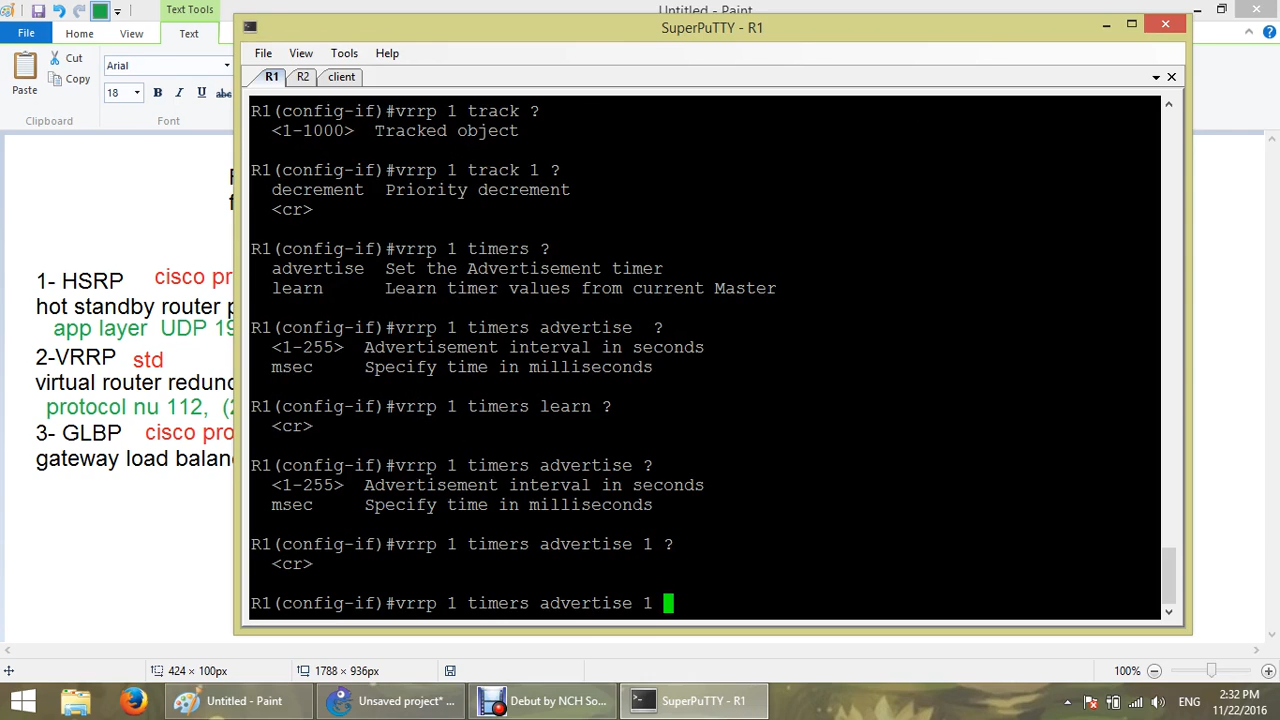 Text Tools
Untitled - Paint
File
Home
View
Text
Paste
Cut
Copy
Clipboard
Arial
18
B I U abc
Font
SuperPuTTY - R1
File View Tools Help
R1 R2 client
R1(config-if)#vrrp 1 track ?
<1-1000> Tracked object
R1(config-if)#vrrp 1 track 1 ?
decrement Priority decrement
<cr>
R1(config-if)#vrrp 1 timers ?
advertise Set the Advertisement timer
learn Learn timer values from current Master
R1(config-if)#vrrp 1 timers advertise  ?
<1-255> Advertisement interval in seconds
msec Specify time in milliseconds
R1(config-if)#vrrp 1 timers learn ?
<cr>
R1(config-if)#vrrp 1 timers advertise ?
<1-255> Advertisement interval in seconds
msec Specify time in milliseconds
R1(config-if)#vrrp 1 timers advertise 1 ?
<cr>
R1(config-if)#vrrp 1 timers advertise 1
1- HSRP cisco pr
hot standby router p
app layer UDP 19
2-VRRP std
virtual router redund
protocol nu 112, (2
3- GLBP cisco pro
gateway load balan
424 × 100px
1788 × 936px
100%
Untitled - Paint
Unsaved project* ...
Debut by NCH So...
SuperPuTTY - R1
ENG
2:32 PM
11/22/2016